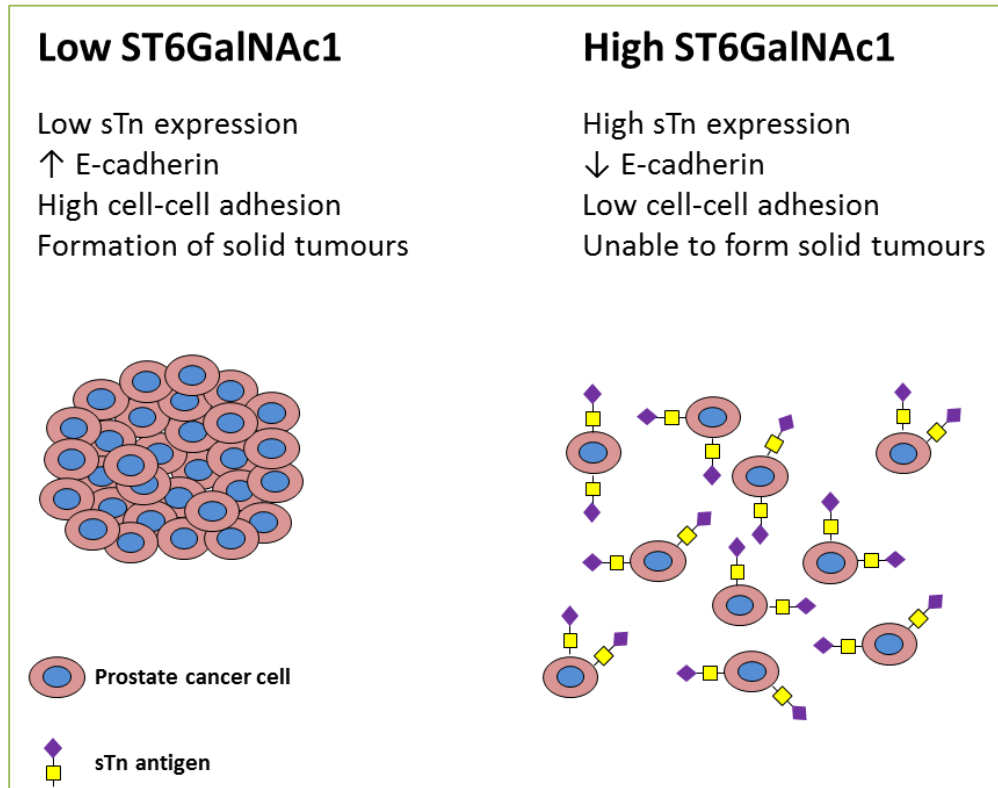 Low ST6GalNAc1
Low sTn expression
↑ E-cadherin
High cell-cell adhesion
Formation of solid tumours
High ST6GalNAc1
High sTn expression
↓ E-cadherin
Low cell-cell adhesion
Unable to form solid tumours
Prostate cancer cell
sTn antigen